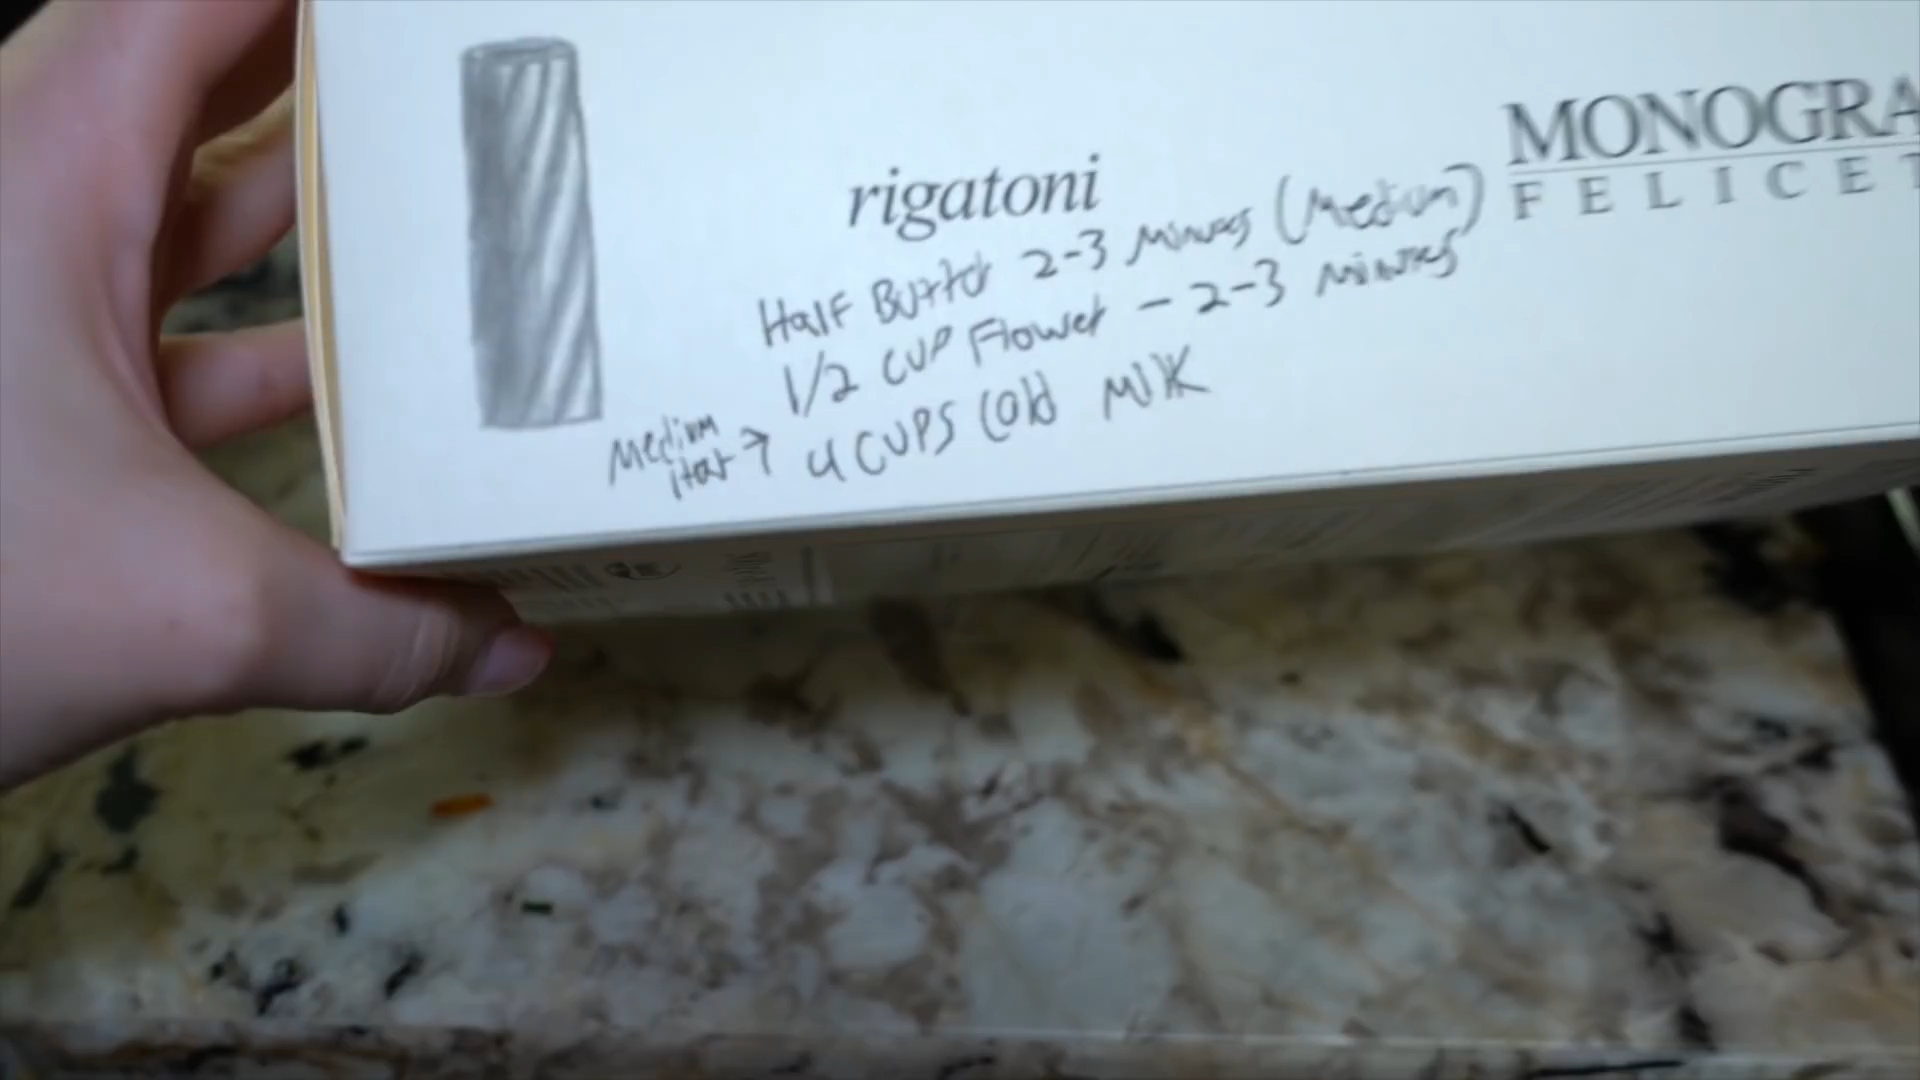 rigatoni
MONOGRA
FELICET
Half Butter 2-3 Minutes (Medium)
1/2 CUP Flower - 2-3 minutes
Medium
Hot → 4 CUPS Cold Milk